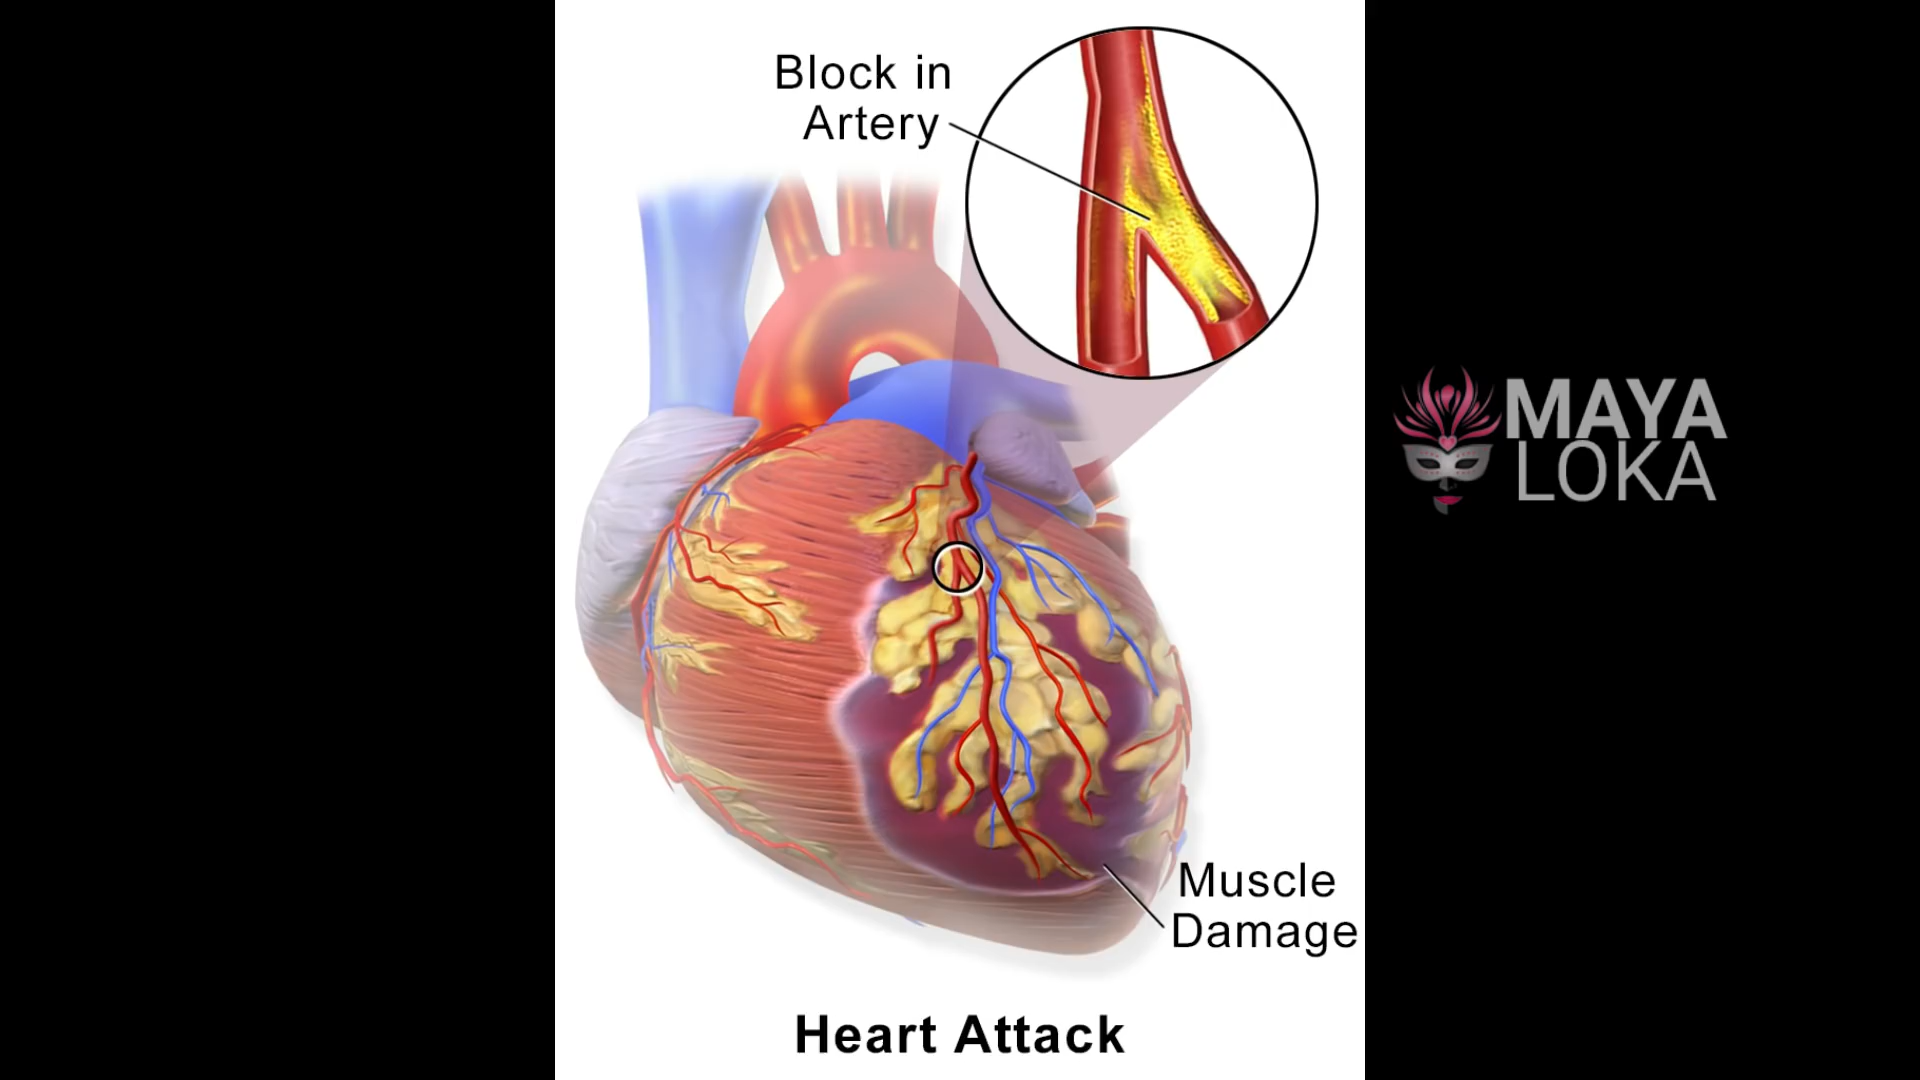 Block in
Artery
MAYA
LOKA
Muscle
Damage
Heart Attack